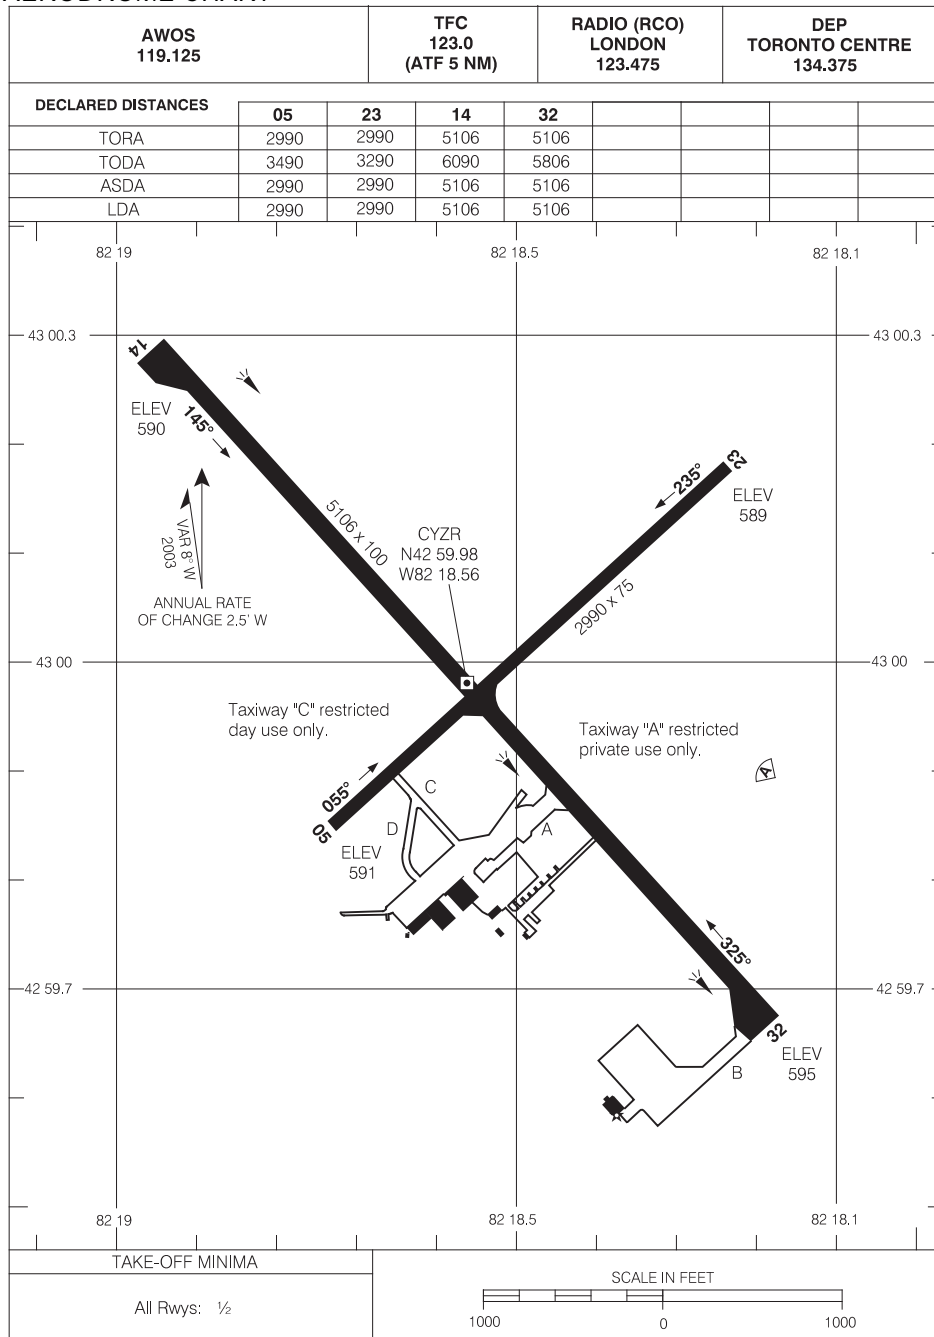 AWOS
119.125
TFC
123.0
(ATF 5 NM)
RADIO (RCO)
LONDON
123.475
DEP
TORONTO CENTRE
134.375
DECLARED DISTANCES
05 23 14 32
TORA 2990 2990 5106 5106
TODA 3490 3290 6090 5806
ASDA 2990 2990 5106 5106
LDA 2990 2990 5106 5106
82 19 82 18.5 82 18.1
43 00.3 43 00.3
14
ELEV
590
145°
235°
23
ELEV
589
5106 x 100
CYZR
N42 59.98
W82 18.56
VAR 8° W
2003
ANNUAL RATE
OF CHANGE 2.5' W
2990 x 75
43 00 43 00
Taxiway "C" restricted
day use only.
Taxiway "A" restricted
private use only.
A
055°
05
C
D
A
ELEV
591
325°
42 59.7 42 59.7
32
ELEV
595
B
82 19 82 18.5 82 18.1
TAKE-OFF MINIMA
All Rwys: ½
SCALE IN FEET
1000 0 1000